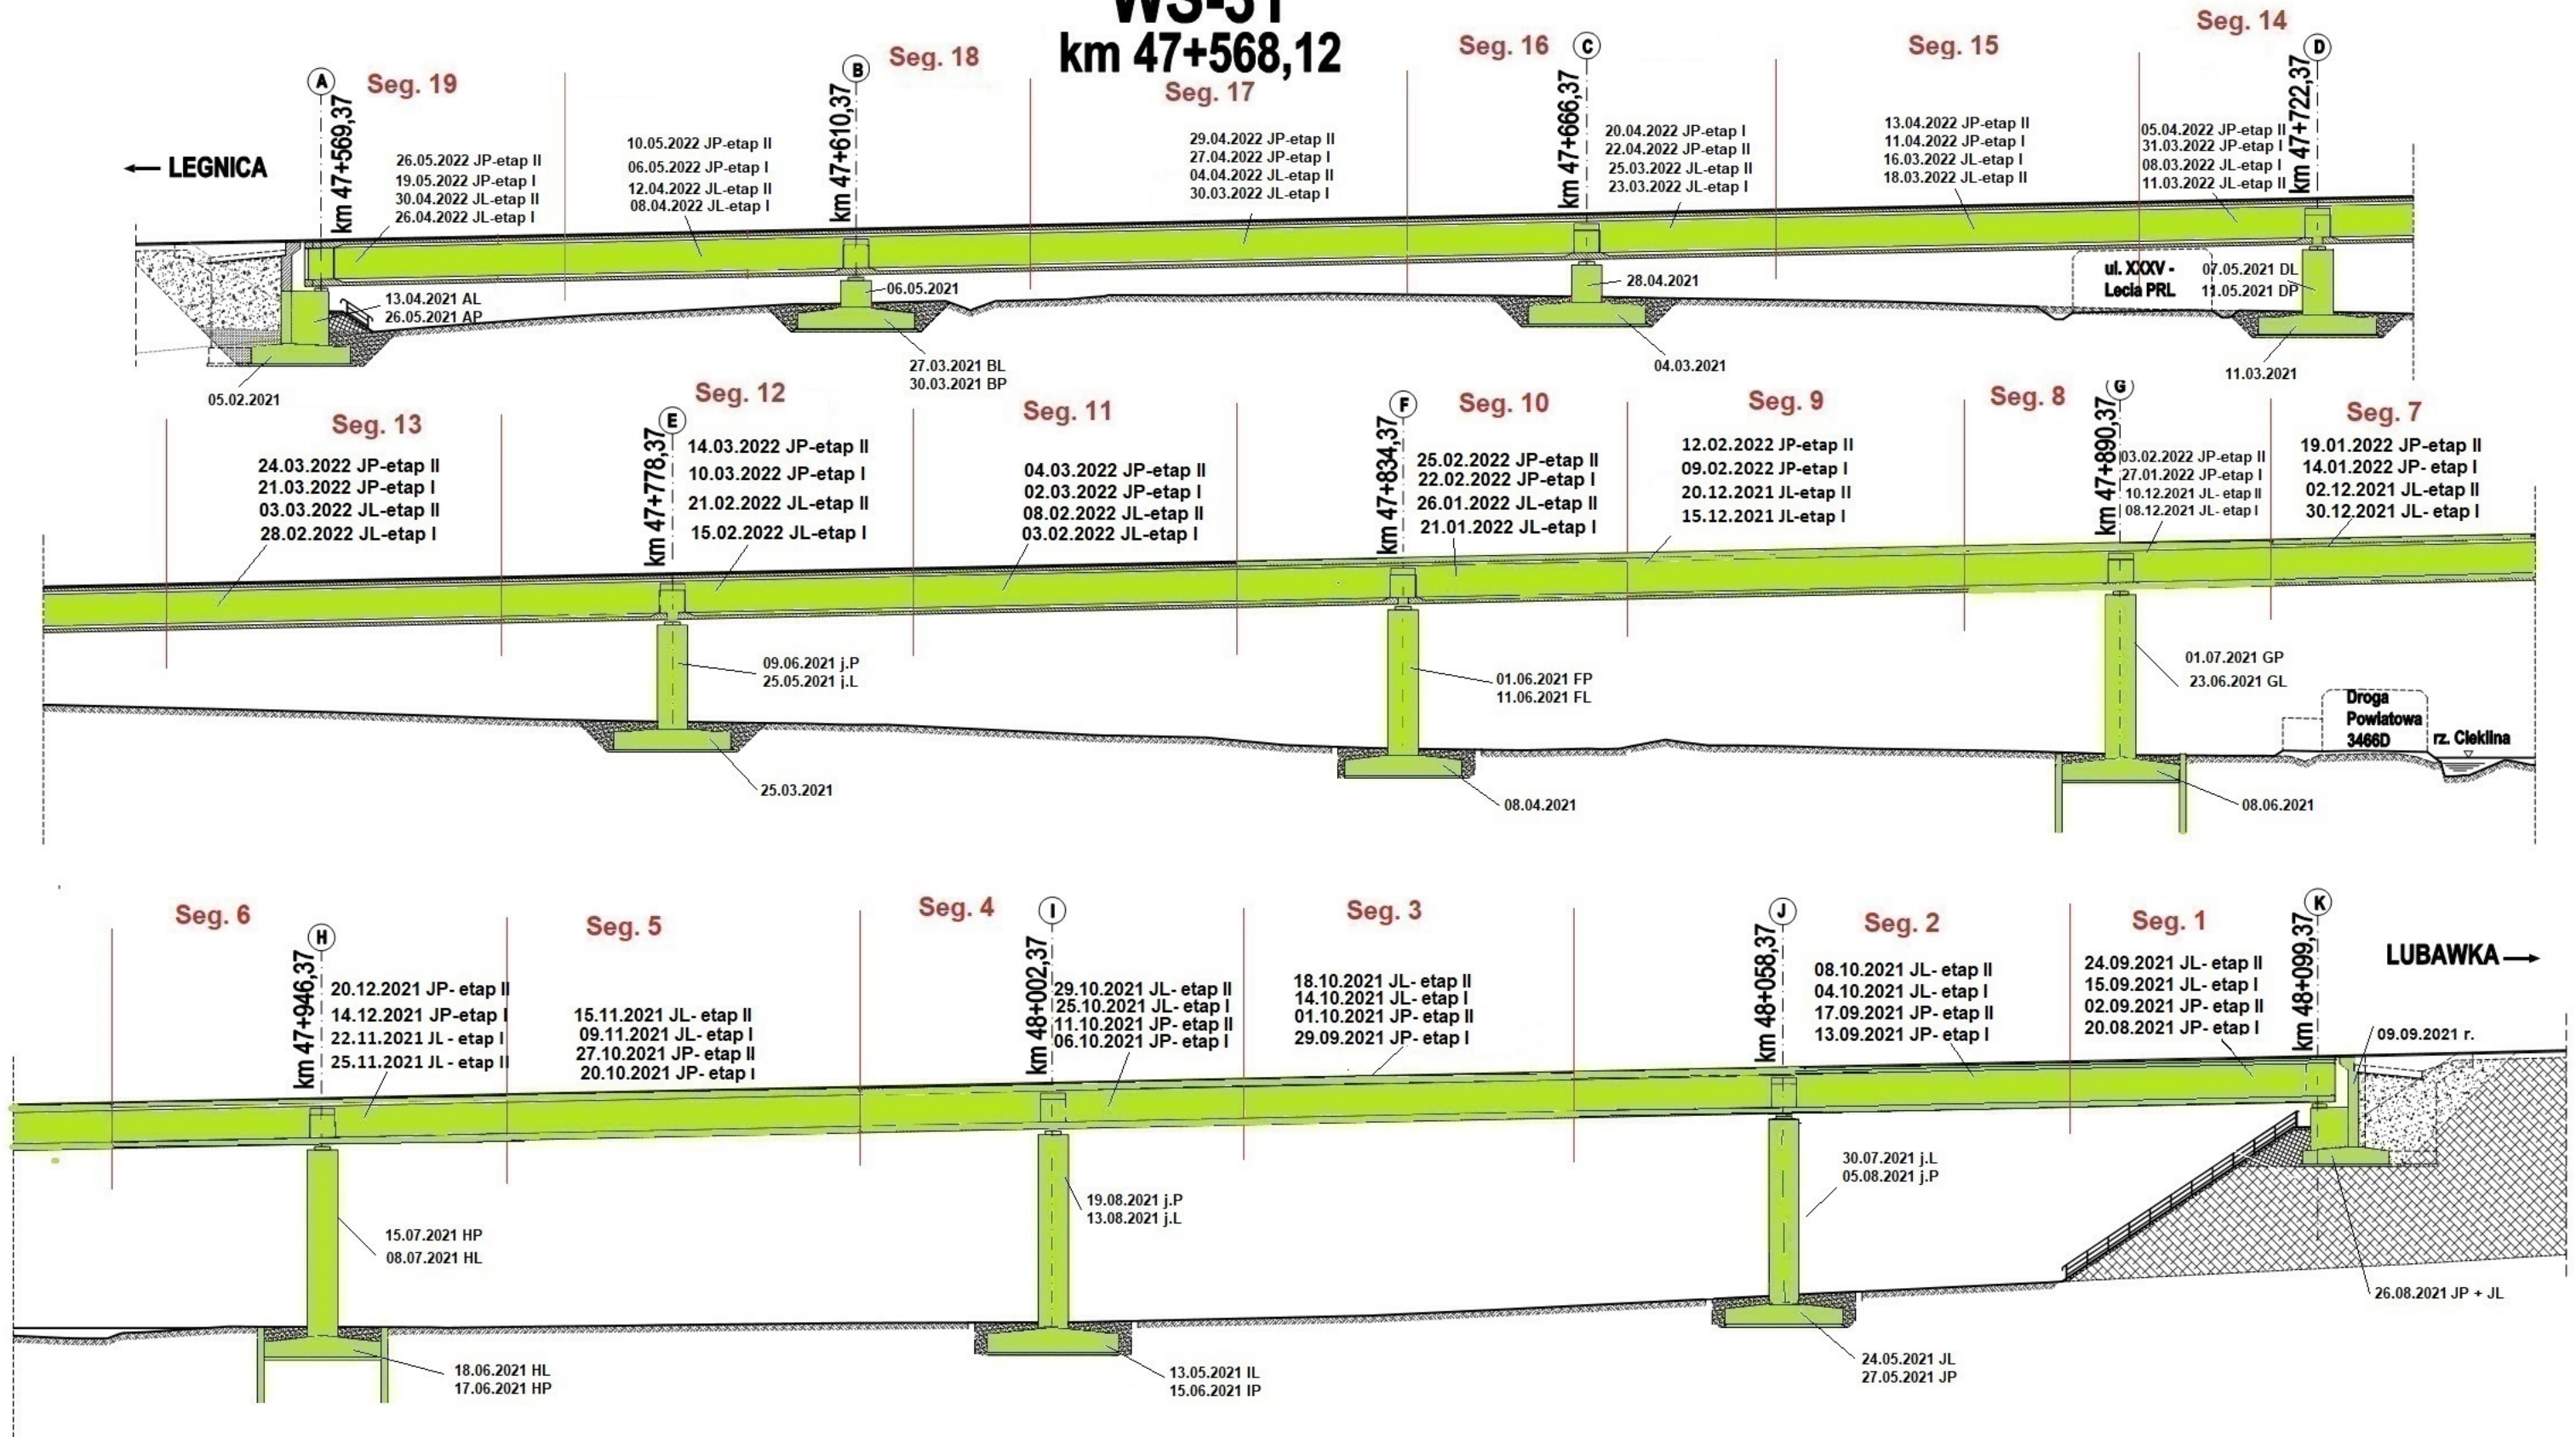 WS-31
km 47+568,12
Seg. 19
Seg. 18
Seg. 17
Seg. 16
Seg. 15
Seg. 14
A
B
C
D
km 47+569,37
km 47+610,37
km 47+666,37
km 47+722,37
← LEGNICA
26.05.2022 JP-etap II
19.05.2022 JP-etap I
30.04.2022 JL-etap II
26.04.2022 JL-etap I
10.05.2022 JP-etap II
06.05.2022 JP-etap I
12.04.2022 JL-etap II
08.04.2022 JL-etap I
29.04.2022 JP-etap II
27.04.2022 JP-etap I
04.04.2022 JL-etap II
30.03.2022 JL-etap I
20.04.2022 JP-etap I
22.04.2022 JP-etap II
25.03.2022 JL-etap II
23.03.2022 JL-etap I
13.04.2022 JP-etap II
11.04.2022 JP-etap I
16.03.2022 JL-etap I
18.03.2022 JL-etap II
05.04.2022 JP-etap II
31.03.2022 JP-etap I
08.03.2022 JL-etap I
11.03.2022 JL-etap II
13.04.2021 AL
26.05.2021 AP
05.02.2021
06.05.2021
27.03.2021 BL
30.03.2021 BP
28.04.2021
04.03.2021
ul. XXXV -
Lecia PRL
07.05.2021 DL
11.05.2021 DP
11.03.2021
Seg. 13
Seg. 12
Seg. 11
Seg. 10
Seg. 9
Seg. 8
Seg. 7
E
F
G
km 47+778,37
km 47+834,37
km 47+890,37
24.03.2022 JP-etap II
21.03.2022 JP-etap I
03.03.2022 JL-etap II
28.02.2022 JL-etap I
14.03.2022 JP-etap II
10.03.2022 JP-etap I
21.02.2022 JL-etap II
15.02.2022 JL-etap I
04.03.2022 JP-etap II
02.03.2022 JP-etap I
08.02.2022 JL-etap II
03.02.2022 JL-etap I
25.02.2022 JP-etap II
22.02.2022 JP-etap I
26.01.2022 JL-etap II
21.01.2022 JL-etap I
12.02.2022 JP-etap II
09.02.2022 JP-etap I
20.12.2021 JL-etap II
15.12.2021 JL-etap I
03.02.2022 JP-etap II
27.01.2022 JP-etap I
10.12.2021 JL- etap II
08.12.2021 JL- etap I
19.01.2022 JP-etap II
14.01.2022 JP- etap I
02.12.2021 JL-etap II
30.12.2021 JL- etap I
09.06.2021 j.P
25.05.2021 j.L
25.03.2021
01.06.2021 FP
11.06.2021 FL
08.04.2021
01.07.2021 GP
23.06.2021 GL
08.06.2021
Droga
Powiatowa
3466D
rz. Cieklina
Seg. 6
Seg. 5
Seg. 4
Seg. 3
Seg. 2
Seg. 1
H
I
J
K
km 47+946,37
km 48+002,37
km 48+058,37
km 48+099,37
LUBAWKA →
20.12.2021 JP- etap II
14.12.2021 JP-etap I
22.11.2021 JL - etap I
25.11.2021 JL - etap II
15.11.2021 JL- etap II
09.11.2021 JL- etap I
27.10.2021 JP- etap II
20.10.2021 JP- etap I
29.10.2021 JL- etap II
25.10.2021 JL- etap I
11.10.2021 JP- etap II
06.10.2021 JP- etap I
18.10.2021 JL- etap II
14.10.2021 JL- etap I
01.10.2021 JP- etap II
29.09.2021 JP- etap I
08.10.2021 JL- etap II
04.10.2021 JL- etap I
17.09.2021 JP- etap II
13.09.2021 JP- etap I
24.09.2021 JL- etap II
15.09.2021 JL- etap I
02.09.2021 JP- etap II
20.08.2021 JP- etap I
09.09.2021 r.
15.07.2021 HP
08.07.2021 HL
18.06.2021 HL
17.06.2021 HP
19.08.2021 j.P
13.08.2021 j.L
13.05.2021 IL
15.06.2021 IP
30.07.2021 j.L
05.08.2021 j.P
24.05.2021 JL
27.05.2021 JP
26.08.2021 JP + JL